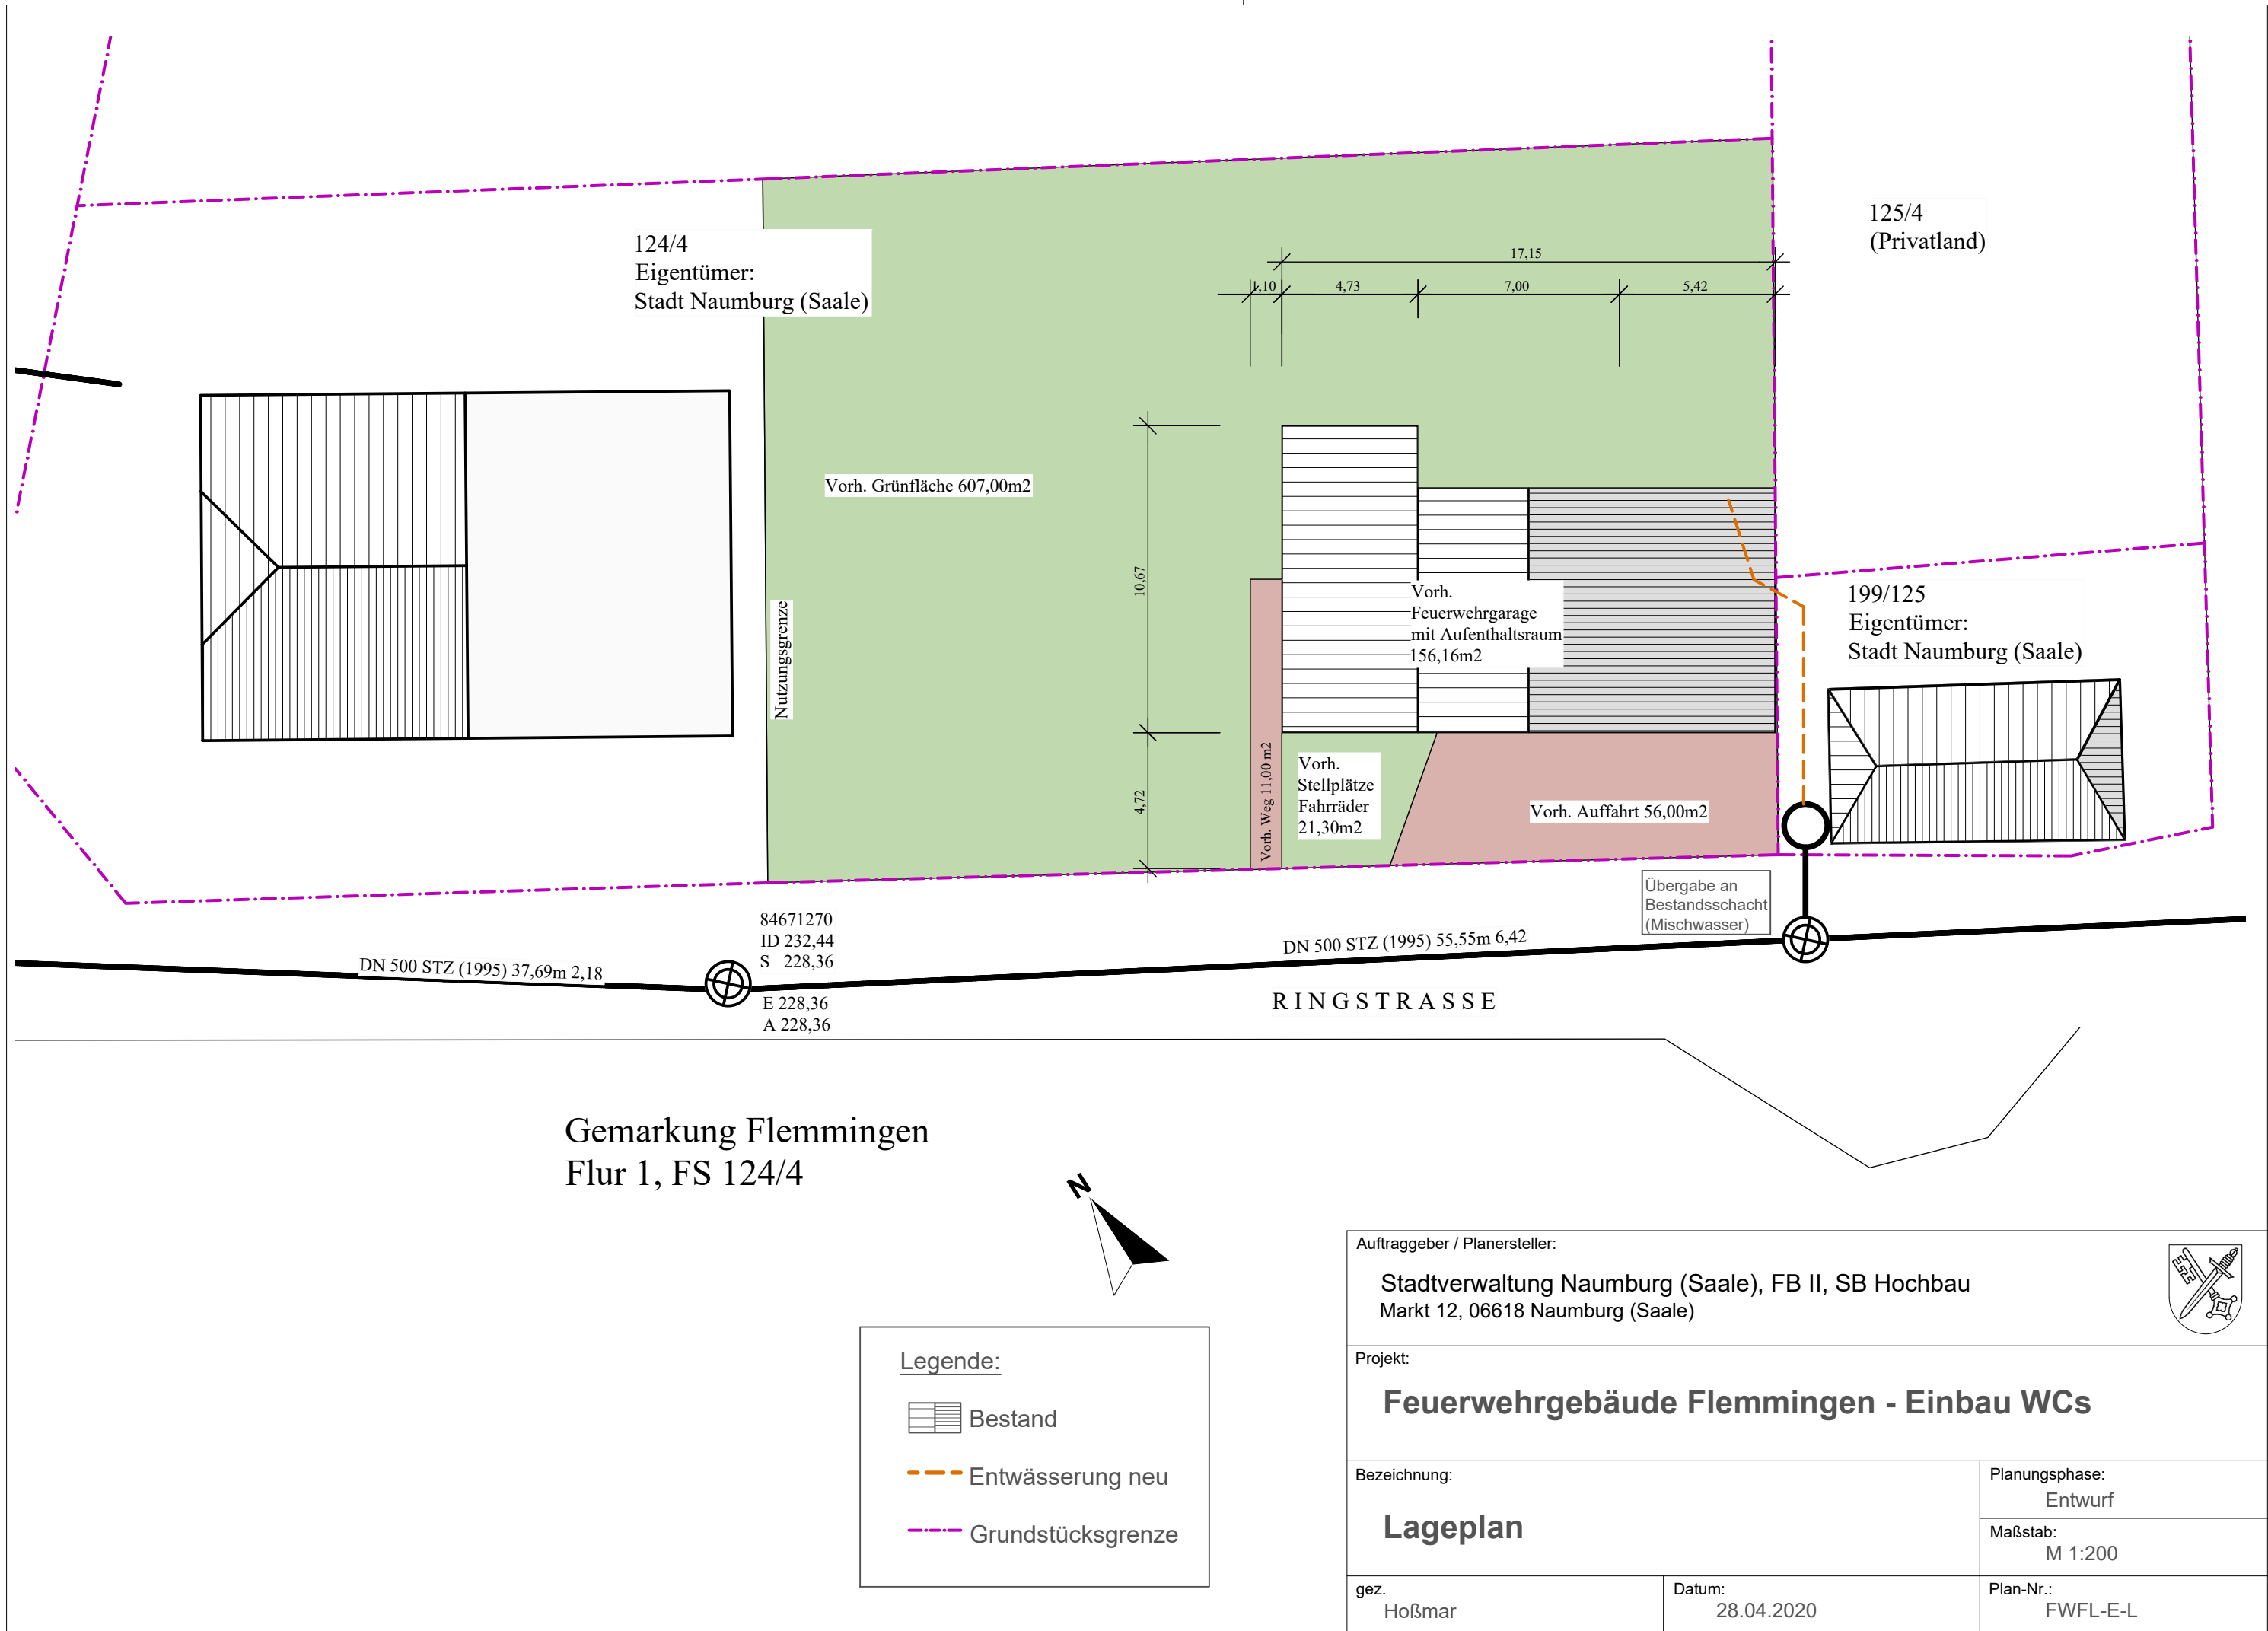 124/4
Eigentümer:
Stadt Naumburg (Saale)
125/4
(Privatland)
17,15
1,10
4,73
7,00
5,42
Vorh. Grünfläche 607,00m2
Nutzungsgrenze
10,67
4,72
Vorh.
Feuerwehrgarage
mit Aufenthaltsraum
156,16m2
199/125
Eigentümer:
Stadt Naumburg (Saale)
Vorh. Weg 11,00 m2
Vorh.
Stellplätze
Fahrräder
21,30m2
Vorh. Auffahrt 56,00m2
Übergabe an
Bestandsschacht
(Mischwasser)
84671270
ID 232,44
S 228,36
DN 500 STZ (1995) 37,69m 2,18
DN 500 STZ (1995) 55,55m 6,42
E 228,36
A 228,36
RINGSTRASSE
Gemarkung Flemmingen
Flur 1, FS 124/4
N
Legende:
Bestand
Entwässerung neu
Grundstücksgrenze
Auftraggeber / Planersteller:
Stadtverwaltung Naumburg (Saale), FB II, SB Hochbau
Markt 12, 06618 Naumburg (Saale)
Projekt:
Feuerwehrgebäude Flemmingen - Einbau WCs
Bezeichnung:
Lageplan
Planungsphase:
Entwurf
Maßstab:
M 1:200
gez.
Hoßmar
Datum:
28.04.2020
Plan-Nr.:
FWFL-E-L